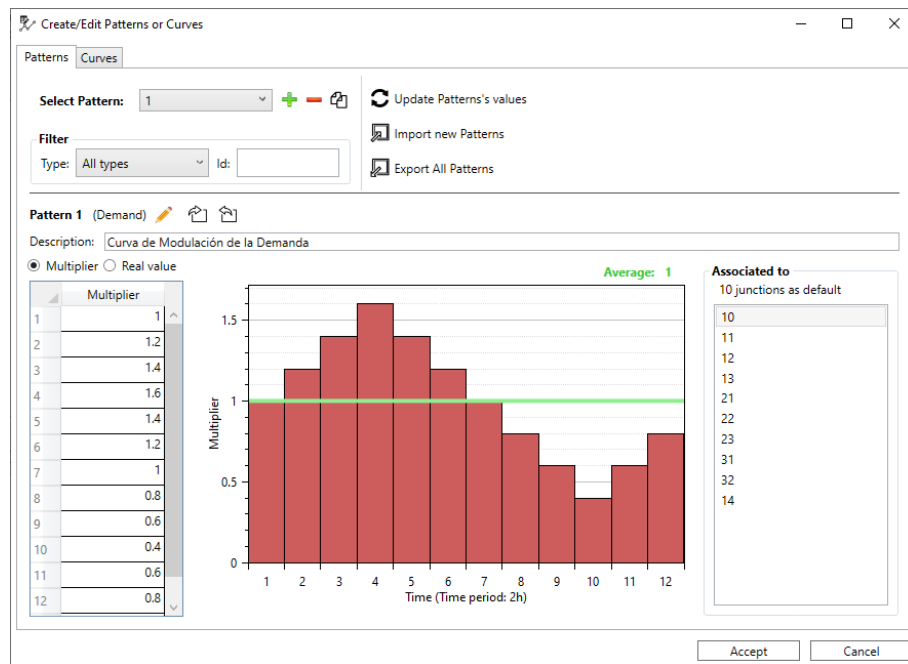 Create/Edit Patterns or Curves
Patterns Curves
Select Pattern: 1
Filter
Type: All types Id:
Update Patterns's values
Import new Patterns
Export All Patterns
Pattern 1 (Demand)
Description: Curva de Modulación de la Demanda
Multiplier Real value
Multiplier
1 1
2 1.2
3 1.4
4 1.6
5 1.4
6 1.2
7 1
8 0.8
9 0.6
10 0.4
11 0.6
12 0.8
Average: 1
Multiplier
1.5
1
0.5
0
1 2 3 4 5 6 7 8 9 10 11 12
Time (Time period: 2h)
Associated to
10 junctions as default
10
11
12
13
21
22
23
31
32
14
Accept Cancel